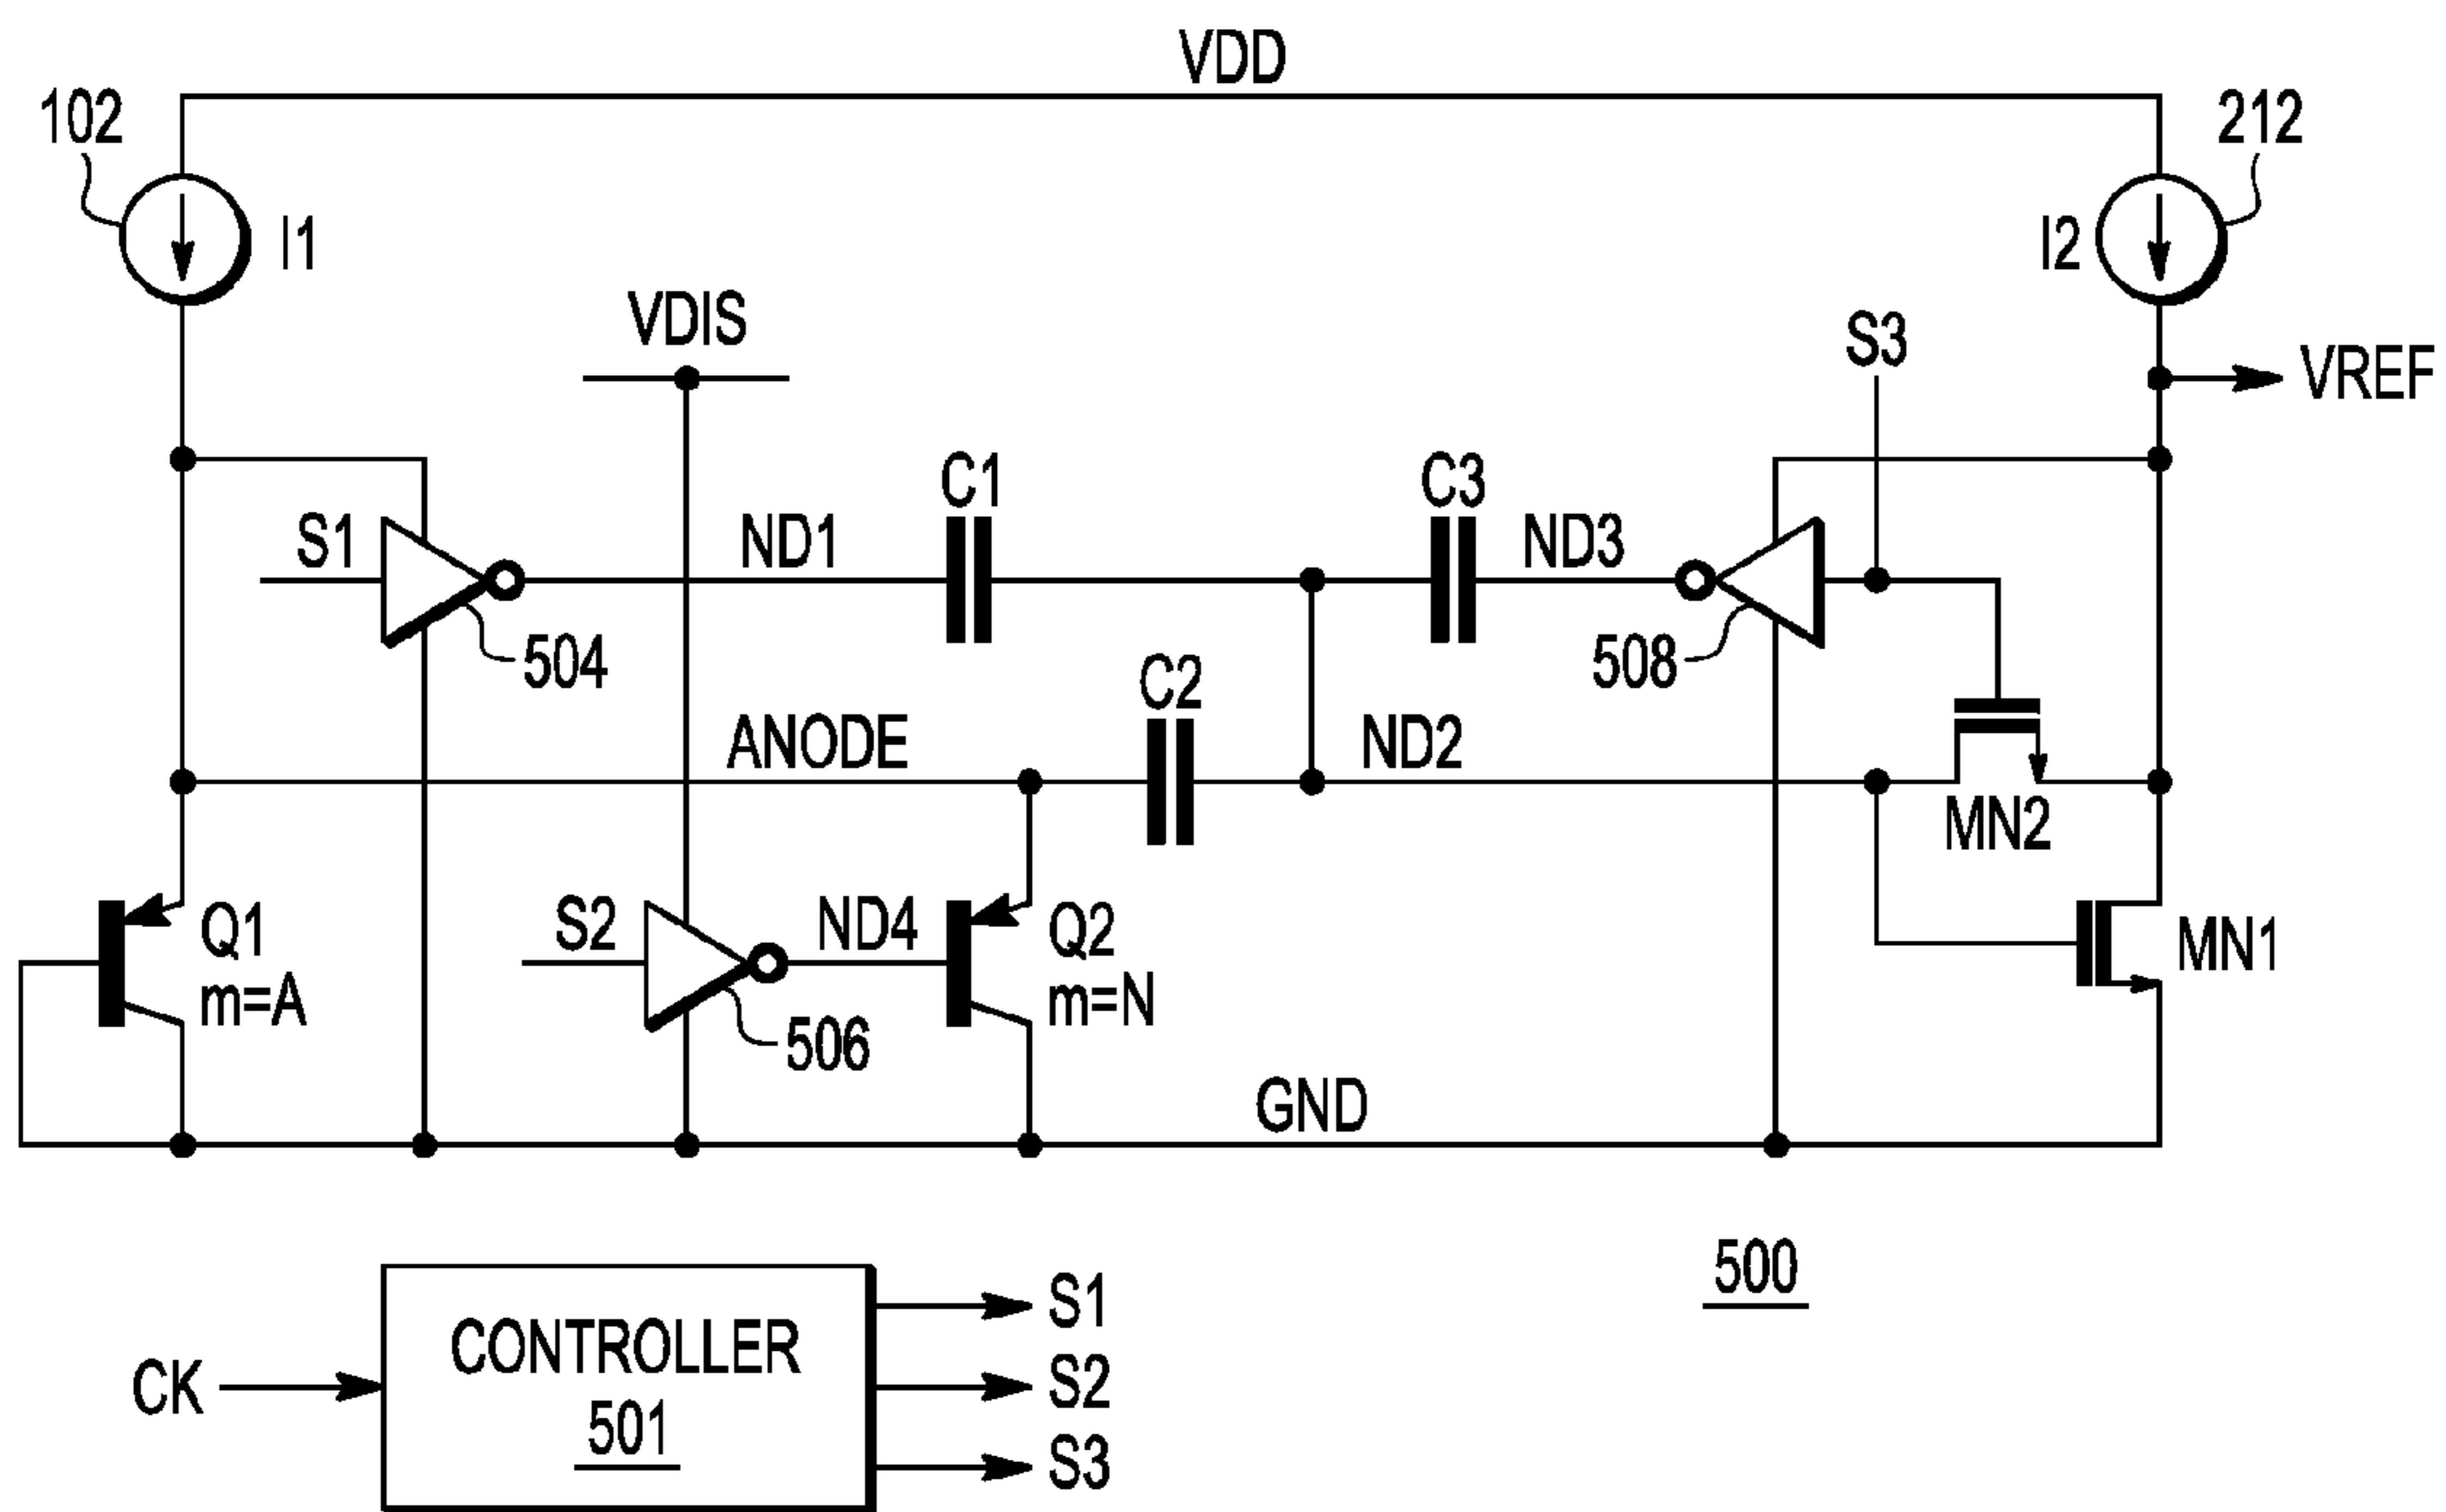 VDD
102
212
I1
I2
VDIS
S3
VREF
C1
C3
S1
ND1
ND3
504
508
C2
ANODE
ND2
MN2
Q1
m=A
S2
ND4
Q2
m=N
MN1
506
GND
500
CONTROLLER
501
CK
S1
S2
S3